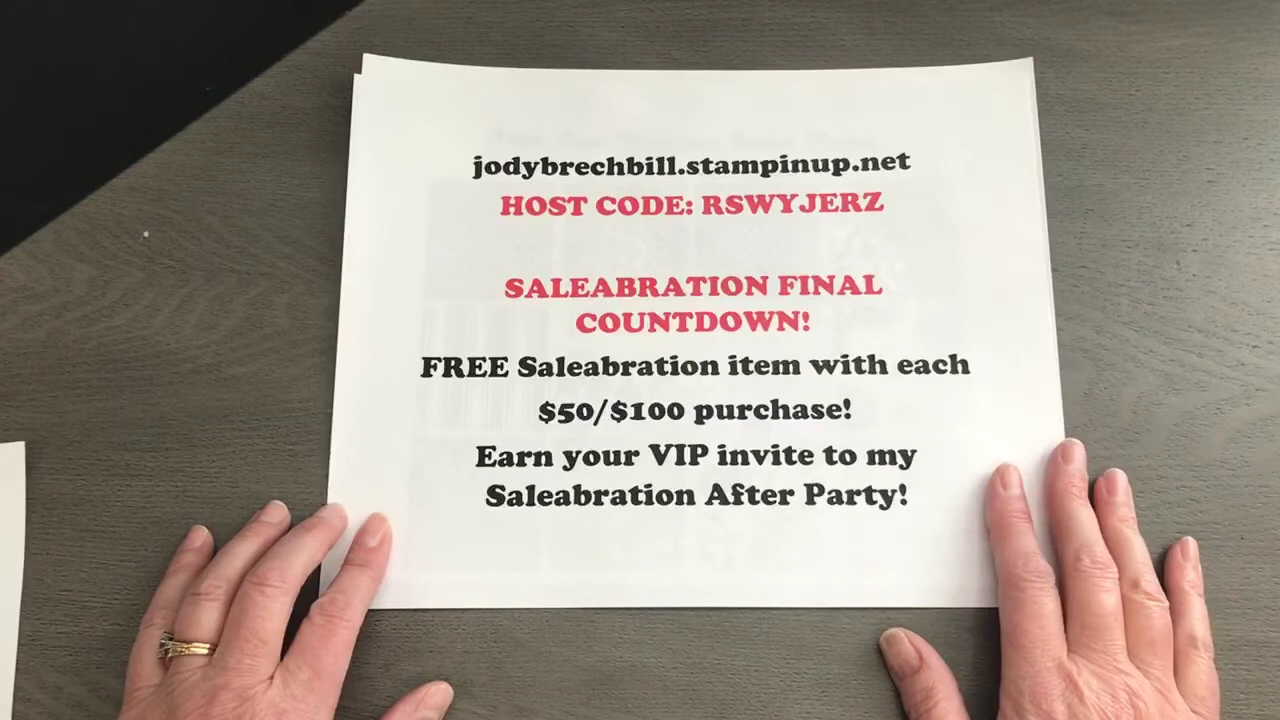 jodybrechbill.stampinup.net
HOST CODE: RSWYJERZ
SALEABRATION FINAL
COUNTDOWN!
FREE Saleabration item with each
$50/$100 purchase!
Earn your VIP invite to my
Saleabration After Party!